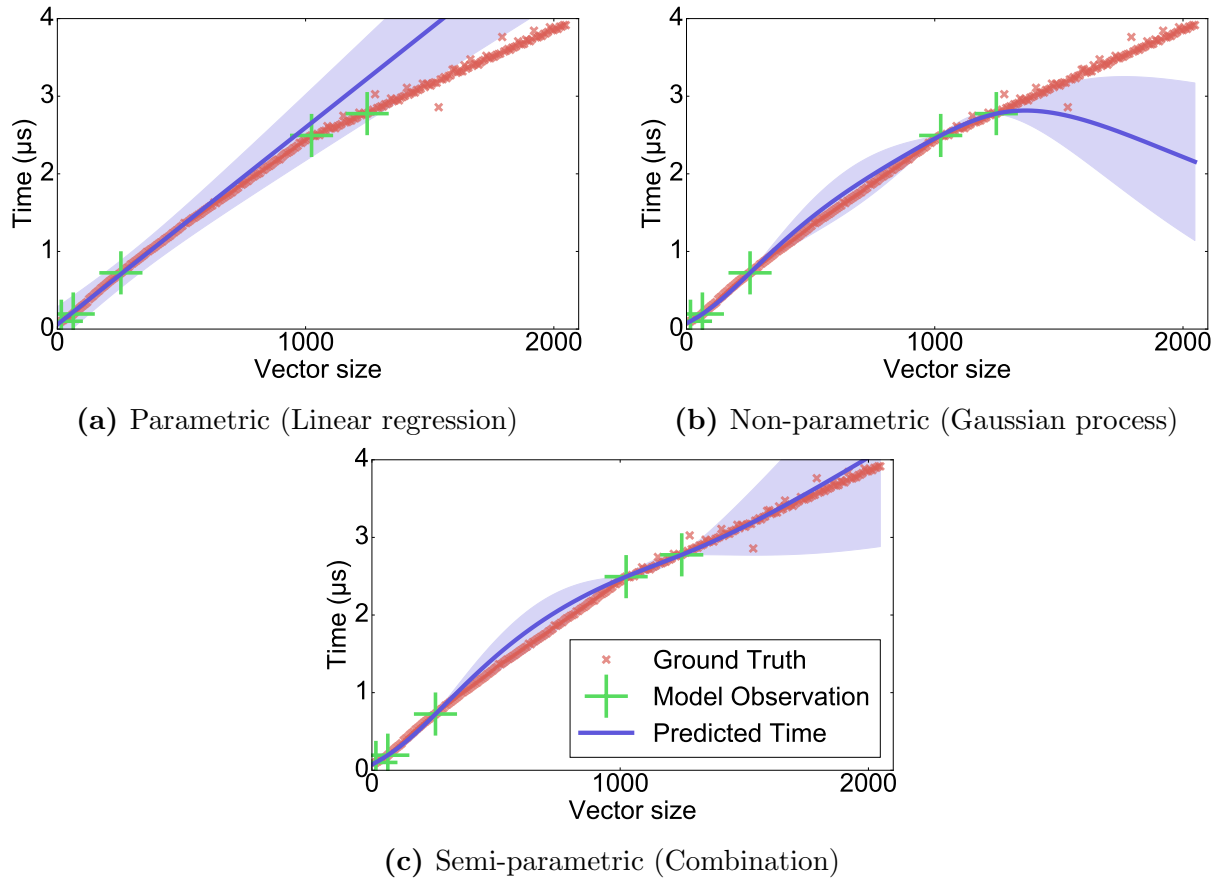 4
3
2
1
0
0
1000
2000
Time (µs)
Vector size
(a) Parametric (Linear regression)
4
3
2
1
0
0
1000
2000
Time (µs)
Vector size
(b) Non-parametric (Gaussian process)
4
3
2
1
0
0
1000
2000
Time (µs)
Vector size
Ground Truth
Model Observation
Predicted Time
(c) Semi-parametric (Combination)